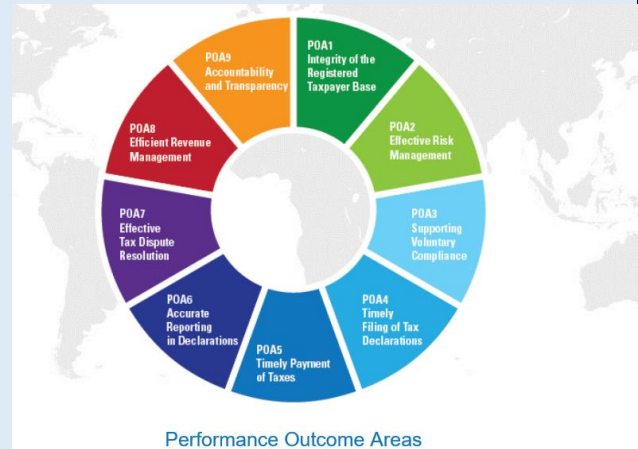 POA1
Integrity of the
Registered
Taxpayer Base
POA2
Effective Risk
Management
POA3
Supporting
Voluntary
Compliance
POA4
Timely
Filing of Tax
Declarations
POA5
Timely Payment
of Taxes
POA6
Accurate
Reporting
in Declarations
POA7
Effective
Tax Dispute
Resolution
POA8
Efficient Revenue
Management
POA9
Accountability
and Transparency
Performance Outcome Areas